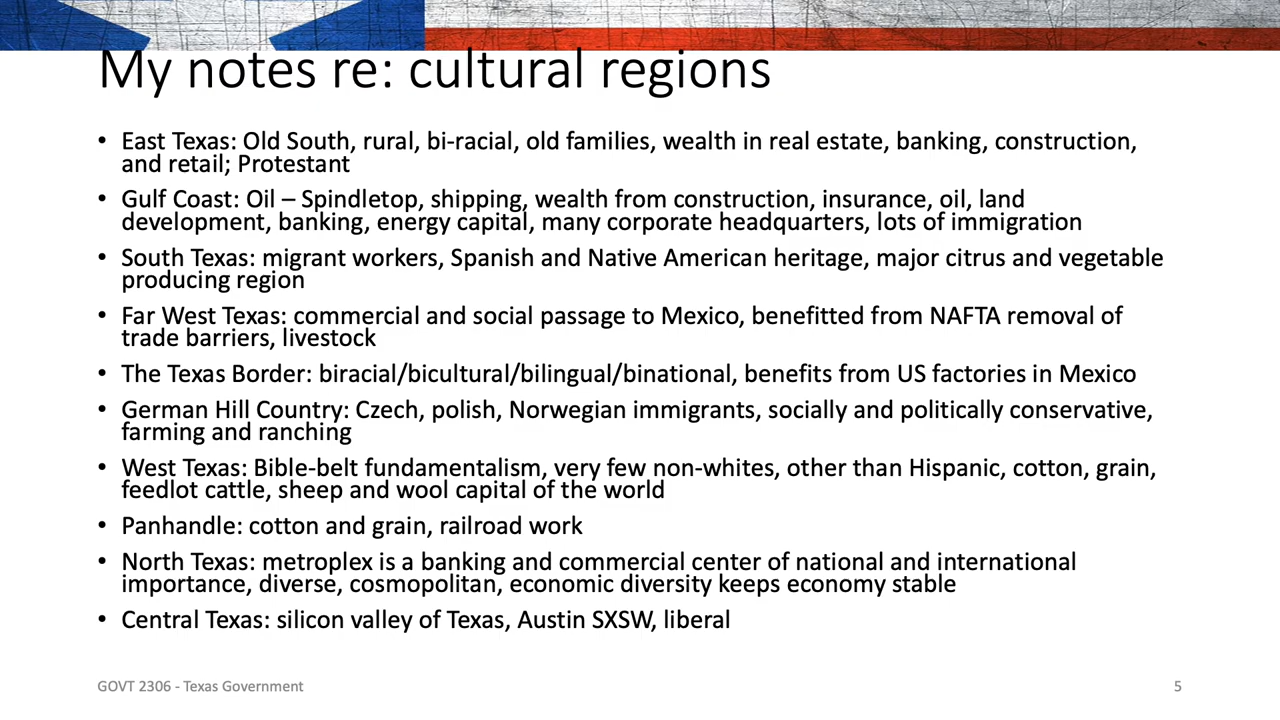 My notes re: cultural regions
• East Texas: Old South, rural, bi-racial, old families, wealth in real estate, banking, construction,
and retail; Protestant
• Gulf Coast: Oil – Spindletop, shipping, wealth from construction, insurance, oil, land
development, banking, energy capital, many corporate headquarters, lots of immigration
• South Texas: migrant workers, Spanish and Native American heritage, major citrus and vegetable
producing region
• Far West Texas: commercial and social passage to Mexico, benefitted from NAFTA removal of
trade barriers, livestock
• The Texas Border: biracial/bicultural/bilingual/binational, benefits from US factories in Mexico
• German Hill Country: Czech, polish, Norwegian immigrants, socially and politically conservative,
farming and ranching
• West Texas: Bible-belt fundamentalism, very few non-whites, other than Hispanic, cotton, grain,
feedlot cattle, sheep and wool capital of the world
• Panhandle: cotton and grain, railroad work
• North Texas: metroplex is a banking and commercial center of national and international
importance, diverse, cosmopolitan, economic diversity keeps economy stable
• Central Texas: silicon valley of Texas, Austin SXSW, liberal
GOVT 2306 - Texas Government
5